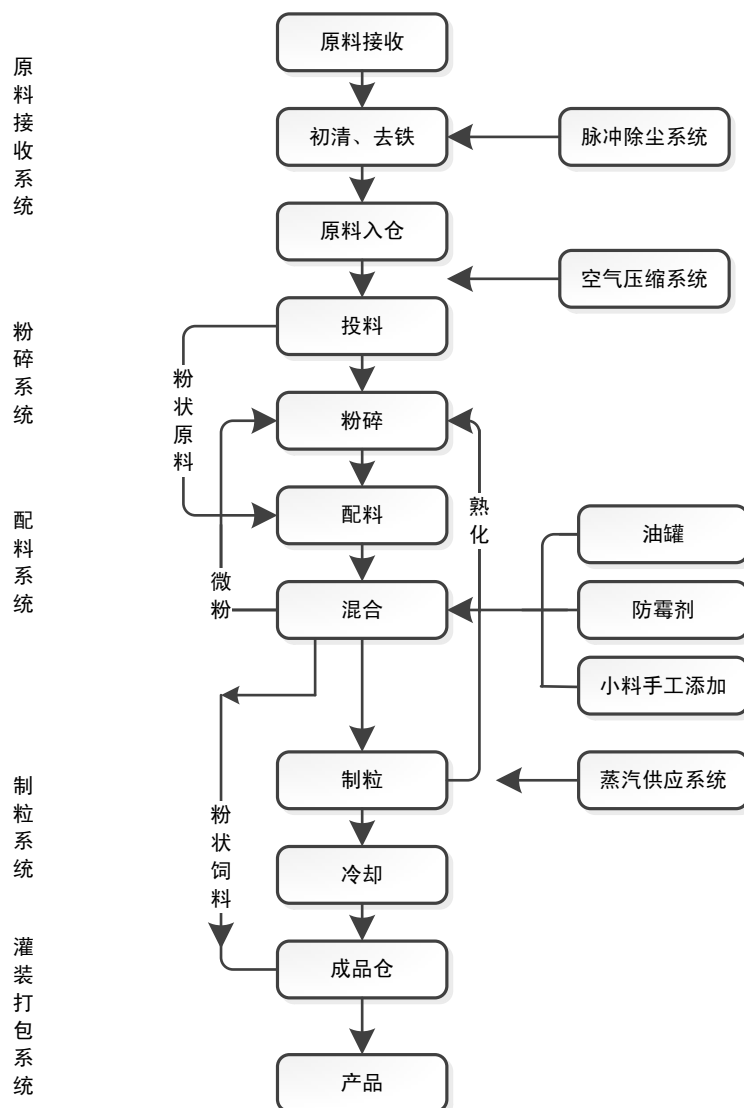 原料接收系统
原料接收
初清、去铁
脉冲除尘系统
原料入仓
空气压缩系统
粉碎系统
投料
粉状原料
粉碎
配料系统
配料
熟化
油罐
微粉
混合
防霉剂
小料手工添加
制粒系统
制粒
蒸汽供应系统
粉状饲料
冷却
灌装打包系统
成品仓
产品